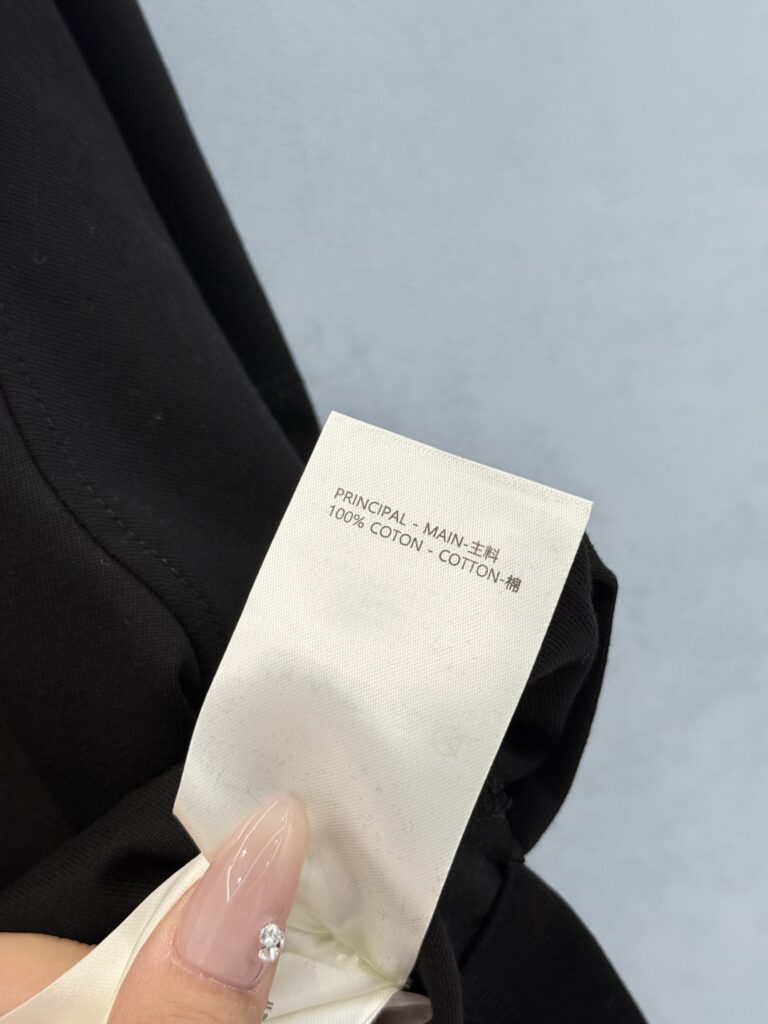 PRINCIPAL - MAIN-主料
100% COTON - COTTON-棉